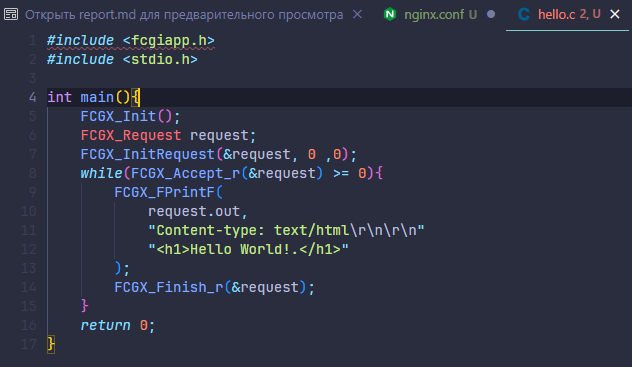 Открыть report.md для предварительного просмотра nginx.conf U hello.c 2, U
1 #include <fcgiapp.h>
2 #include <stdio.h>
3
4 int main(){
5 FCGX_Init();
6 FCGX_Request request;
7 FCGX_InitRequest(&request, 0 ,0);
8 while(FCGX_Accept_r(&request) >= 0){
9 FCGX_FPrintF(
10 request.out,
11 "Content-type: text/html\r\n\r\n"
12 "<h1>Hello World!.</h1>"
13 );
14 FCGX_Finish_r(&request);
15 }
16 return 0;
17 }